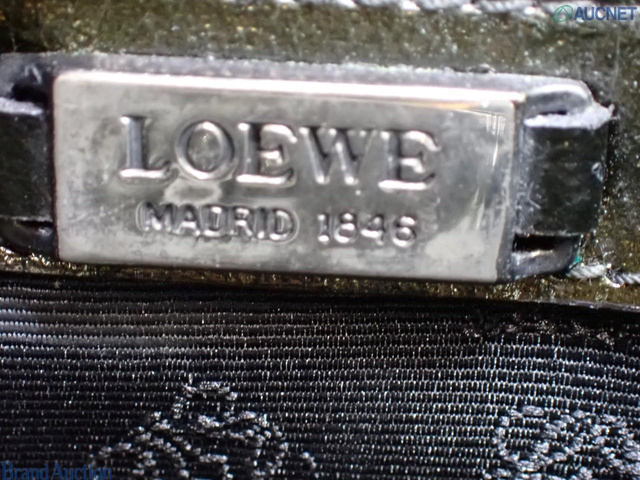 AUCNET
LOEWE
MADRID 1846
Brand Auction